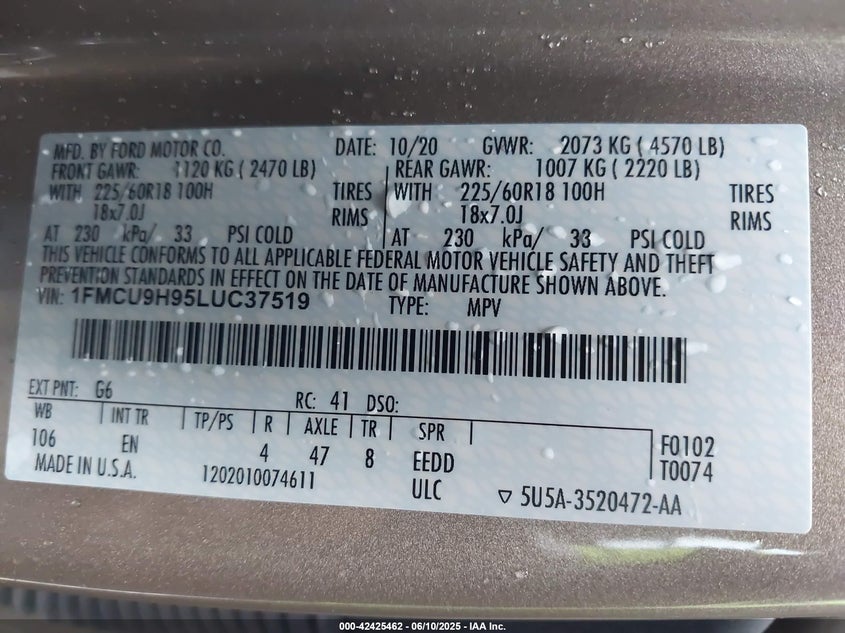 MFD. BY FORD MOTOR CO. DATE: 10/20 GVWR: 2073 KG ( 4570 LB)
FRONT GAWR: 1120 KG ( 2470 LB) REAR GAWR: 1007 KG ( 2220 LB)
WITH 225/60R18 100H TIRES WITH 225/60R18 100H TIRES
18x7.0J RIMS 18x7.0J RIMS
AT 230 kPa/ 33 PSI COLD AT 230 kPa/ 33 PSI COLD
THIS VEHICLE CONFORMS TO ALL APPLICABLE FEDERAL MOTOR VEHICLE SAFETY AND THEFT
PREVENTION STANDARDS IN EFFECT ON THE DATE OF MANUFACTURE SHOWN ABOVE.
VIN: 1FMCU9H95LUC37519 TYPE: MPV
EXT PNT: G6 RC: 41 DSO:
WB INT TR TP/PS R AXLE TR SPR
106 EN 4 47 8 EEDD
F0102
T0074
MADE IN U.S.A. 1202010074611 ULC ▽ 5U5A-3520472-AA
000-42425462 - 06/10/2025 - IAA Inc.